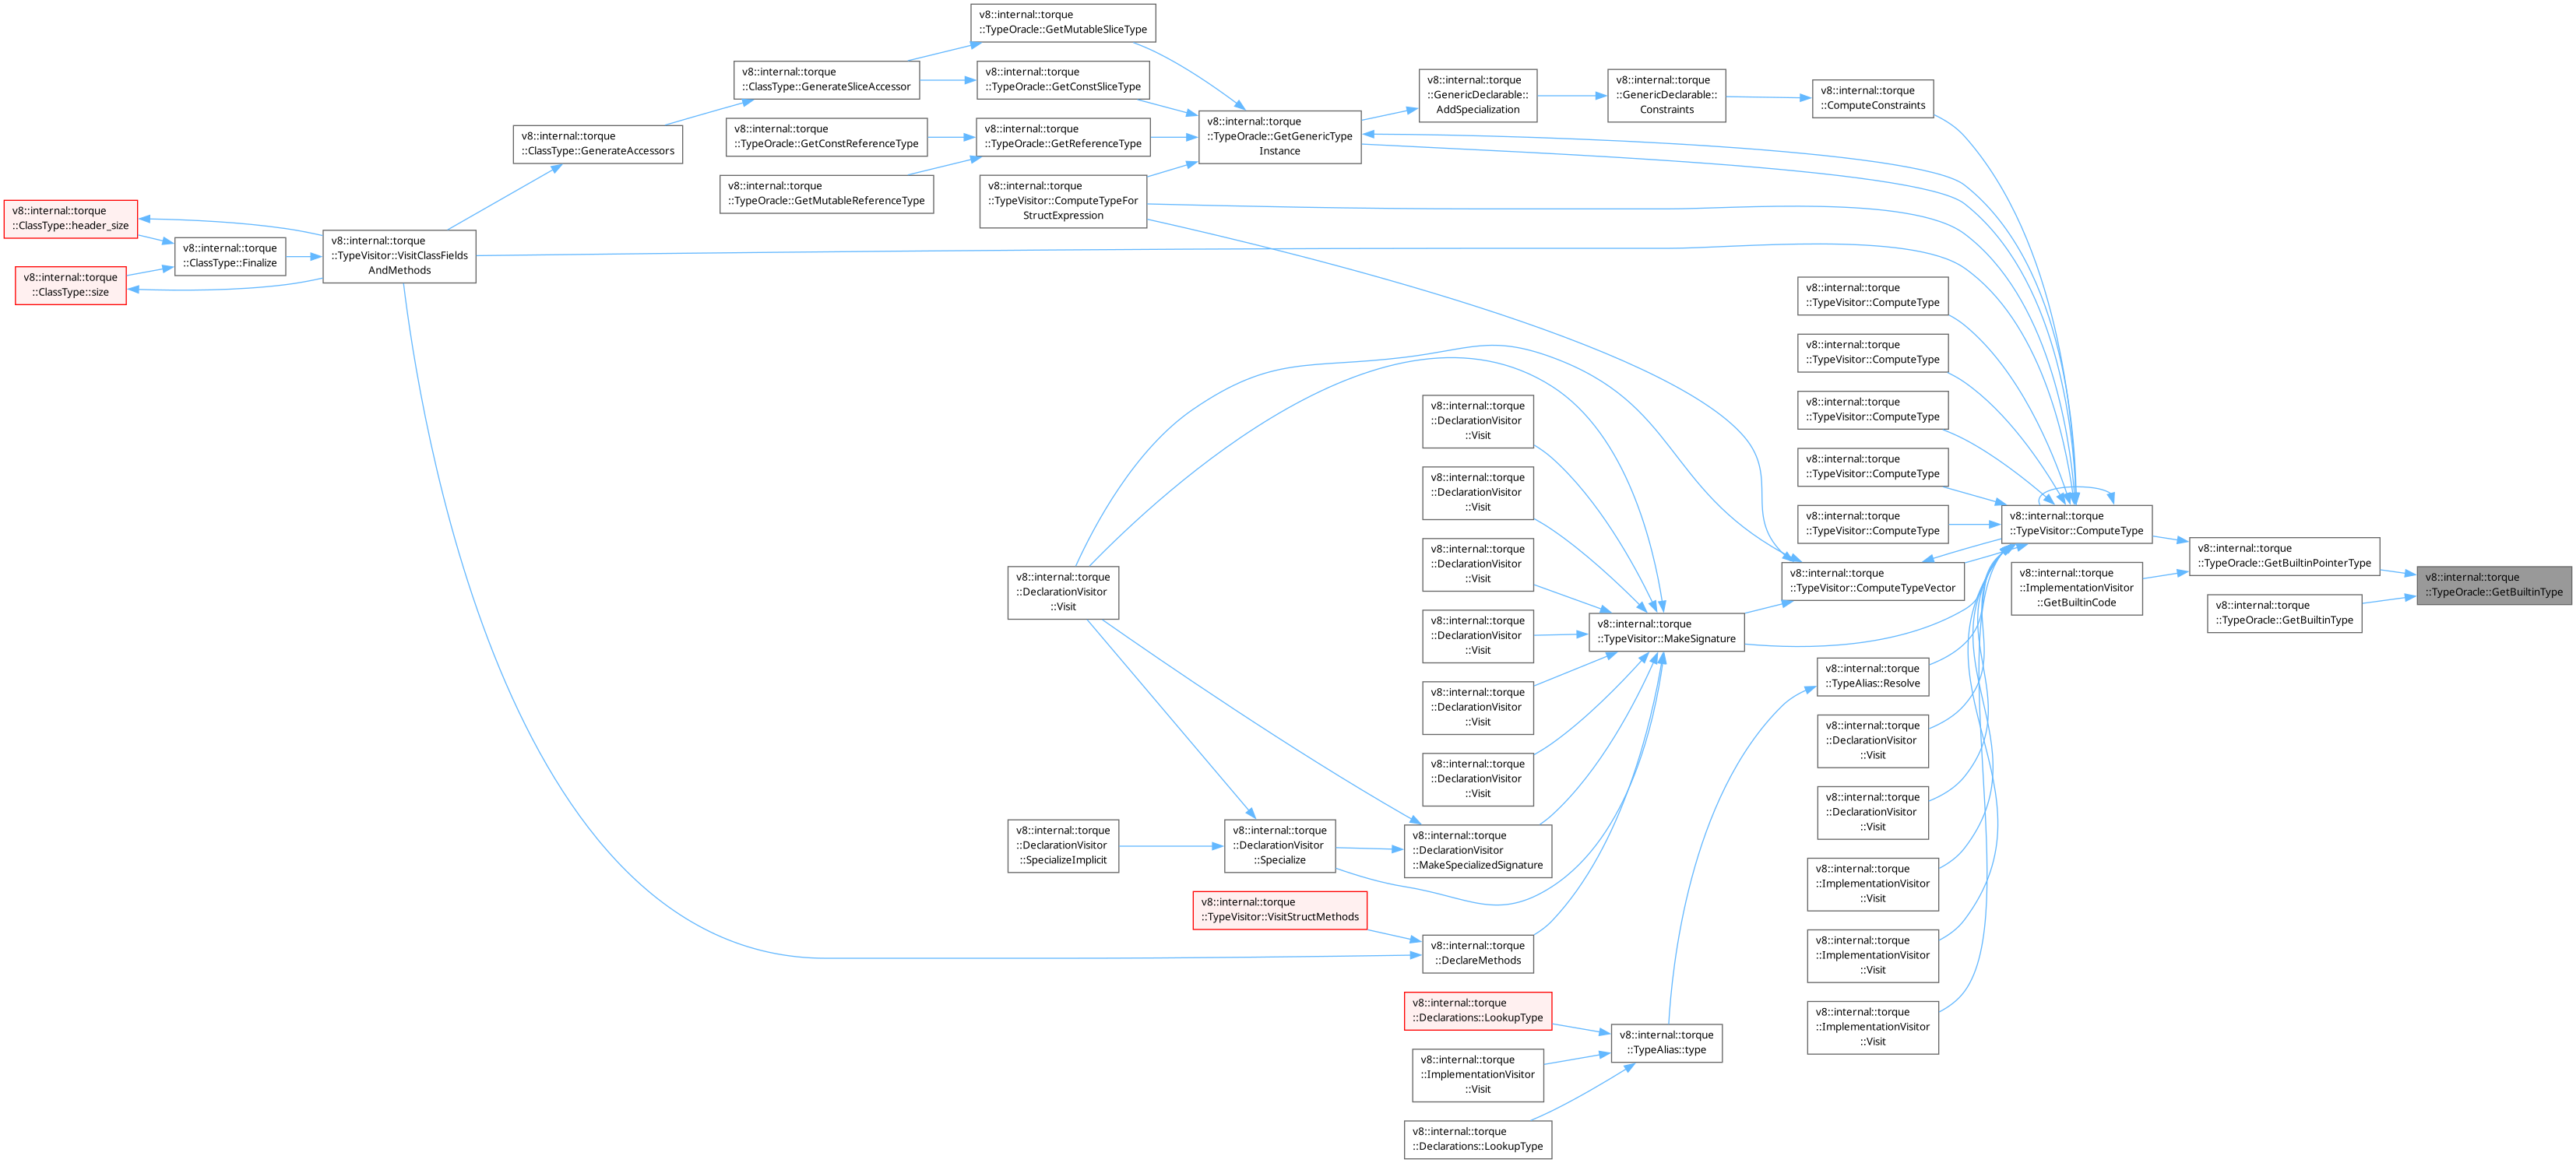 v8::internal::torque
::TypeOracle::GetMutableSliceType
v8::internal::torque
::ClassType::GenerateSliceAccessor
v8::internal::torque
::TypeOracle::GetConstSliceType
v8::internal::torque
::GenericDeclarable::
AddSpecialization
v8::internal::torque
::GenericDeclarable::
Constraints
v8::internal::torque
::ComputeConstraints
v8::internal::torque
::ClassType::GenerateAccessors
v8::internal::torque
::TypeOracle::GetConstReferenceType
v8::internal::torque
::TypeOracle::GetReferenceType
v8::internal::torque
::TypeOracle::GetGenericType
Instance
v8::internal::torque
::TypeOracle::GetMutableReferenceType
v8::internal::torque
::TypeVisitor::ComputeTypeFor
StructExpression
v8::internal::torque
::ClassType::header_size
v8::internal::torque
::ClassType::Finalize
v8::internal::torque
::ClassType::size
v8::internal::torque
::TypeVisitor::VisitClassFields
AndMethods
v8::internal::torque
::TypeVisitor::ComputeType
v8::internal::torque
::TypeVisitor::ComputeType
v8::internal::torque
::TypeVisitor::ComputeType
v8::internal::torque
::TypeVisitor::ComputeType
v8::internal::torque
::TypeVisitor::ComputeType
v8::internal::torque
::TypeVisitor::ComputeType
v8::internal::torque
::TypeOracle::GetBuiltinPointerType
v8::internal::torque
::TypeOracle::GetBuiltinType
v8::internal::torque
::ImplementationVisitor
::GetBuiltinCode
v8::internal::torque
::TypeOracle::GetBuiltinType
v8::internal::torque
::TypeVisitor::ComputeTypeVector
v8::internal::torque
::DeclarationVisitor
::Visit
v8::internal::torque
::DeclarationVisitor
::Visit
v8::internal::torque
::DeclarationVisitor
::Visit
v8::internal::torque
::DeclarationVisitor
::Visit
v8::internal::torque
::DeclarationVisitor
::Visit
v8::internal::torque
::DeclarationVisitor
::Visit
v8::internal::torque
::DeclarationVisitor
::Visit
v8::internal::torque
::TypeVisitor::MakeSignature
v8::internal::torque
::TypeAlias::Resolve
v8::internal::torque
::DeclarationVisitor
::Visit
v8::internal::torque
::DeclarationVisitor
::Visit
v8::internal::torque
::ImplementationVisitor
::Visit
v8::internal::torque
::ImplementationVisitor
::Visit
v8::internal::torque
::ImplementationVisitor
::Visit
v8::internal::torque
::DeclarationVisitor
::SpecializeImplicit
v8::internal::torque
::DeclarationVisitor
::Specialize
v8::internal::torque
::DeclarationVisitor
::MakeSpecializedSignature
v8::internal::torque
::TypeVisitor::VisitStructMethods
v8::internal::torque
::DeclareMethods
v8::internal::torque
::Declarations::LookupType
v8::internal::torque
::TypeAlias::type
v8::internal::torque
::ImplementationVisitor
::Visit
v8::internal::torque
::Declarations::LookupType